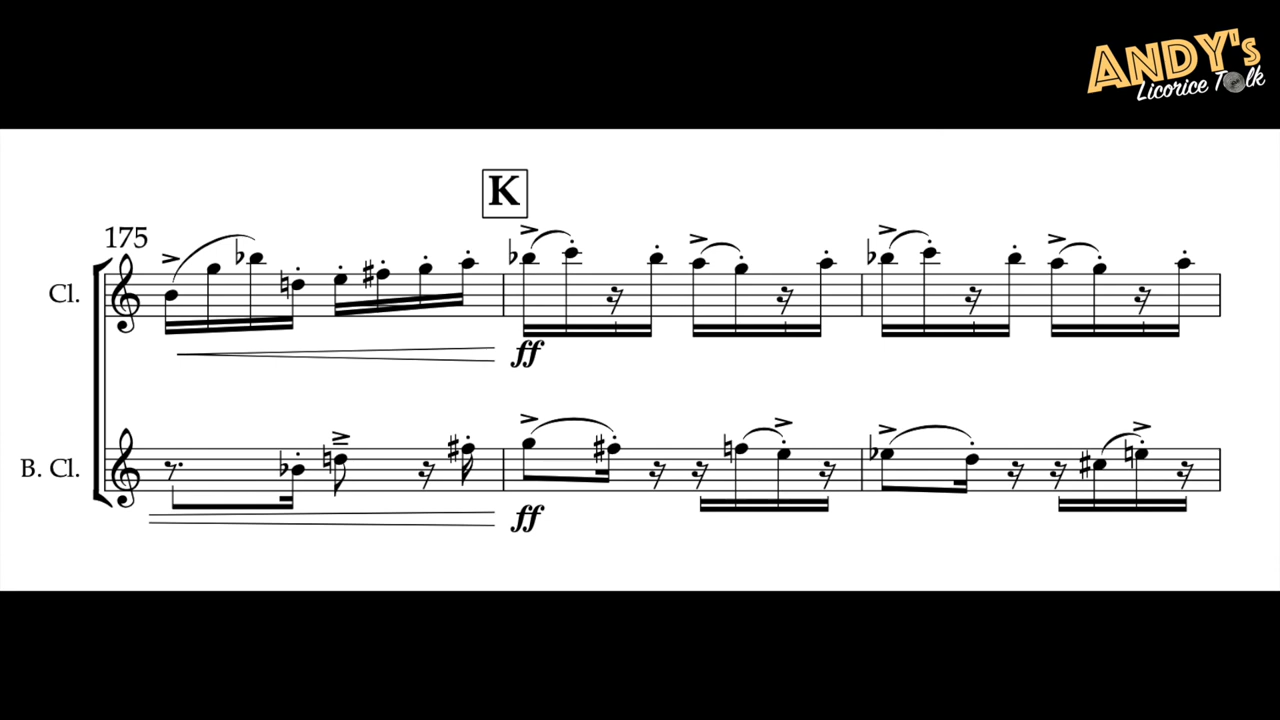 ANDY's
Licorice Talk
K
175
Cl.
ff
B. Cl.
ff